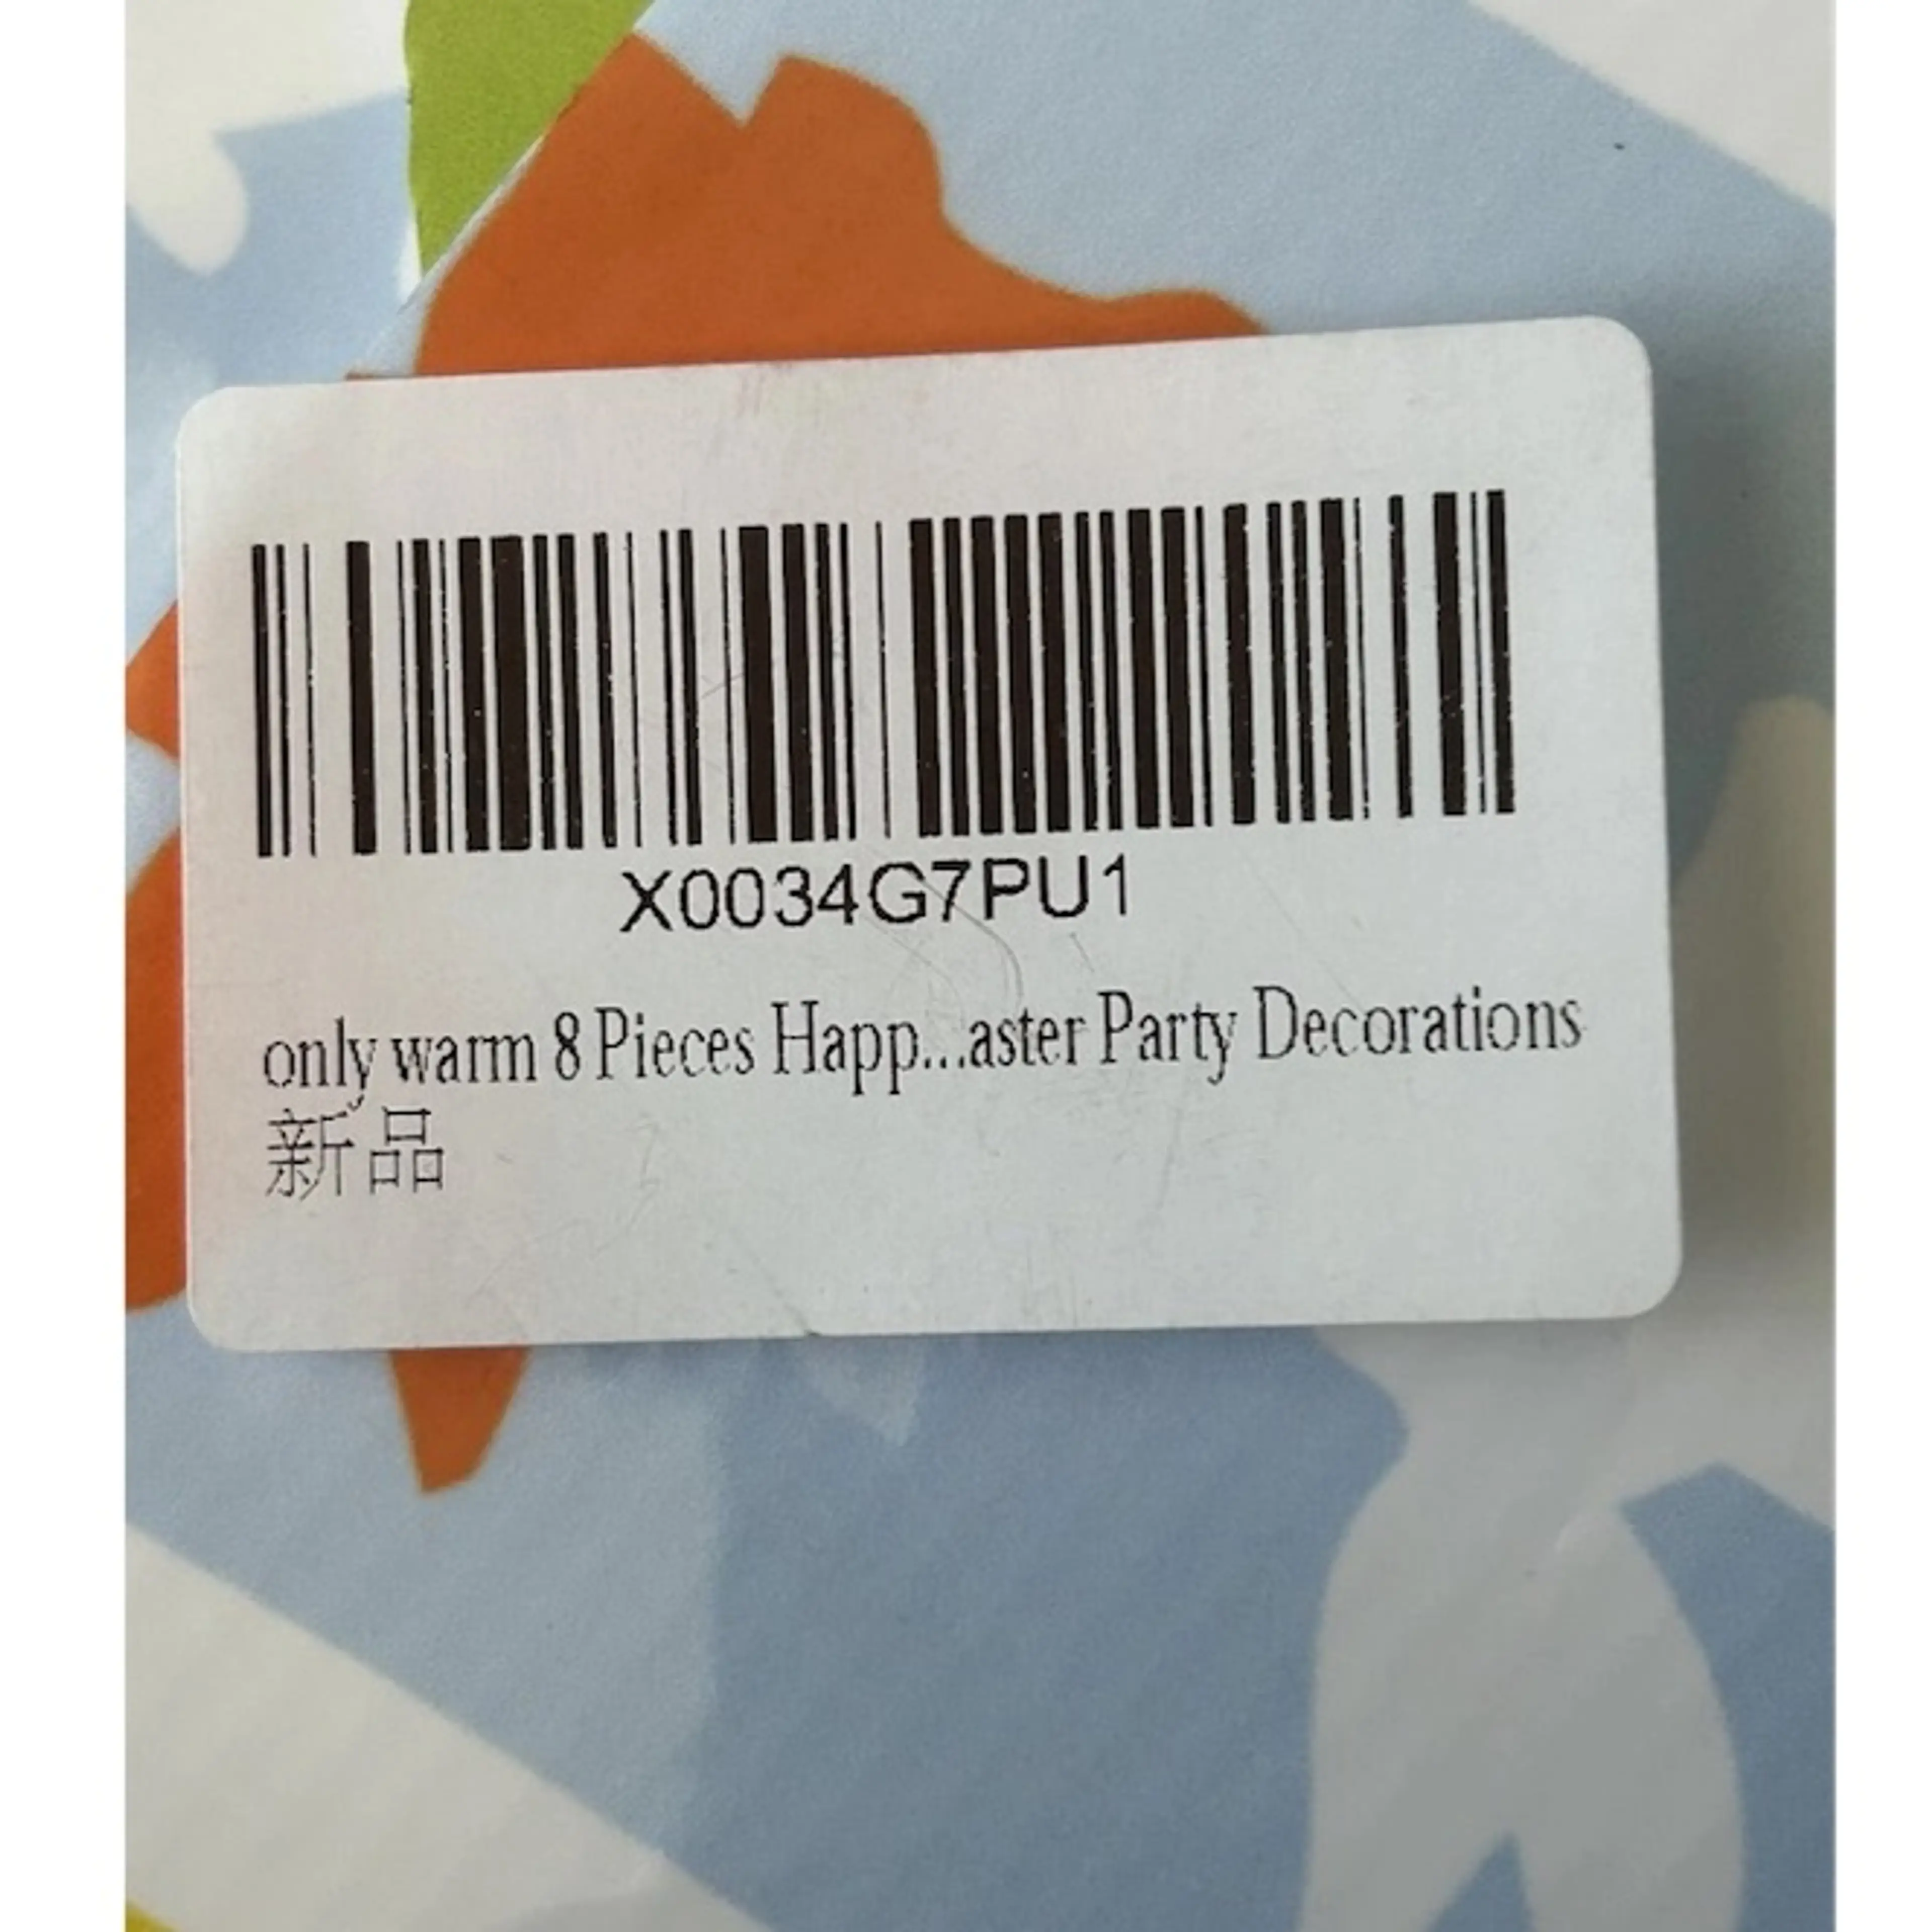 X0034G7PU1
only warm 8 Pieces Happ...aster Party Decorations
新品